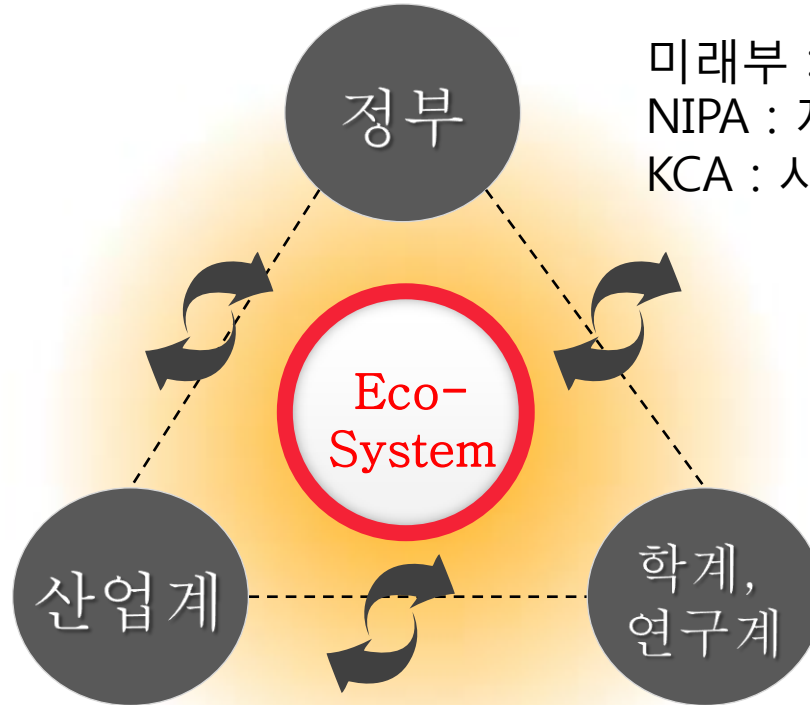 정부
미래부 :
NIPA :
KCA :
Eco-
System
산업계
학계,
연구계